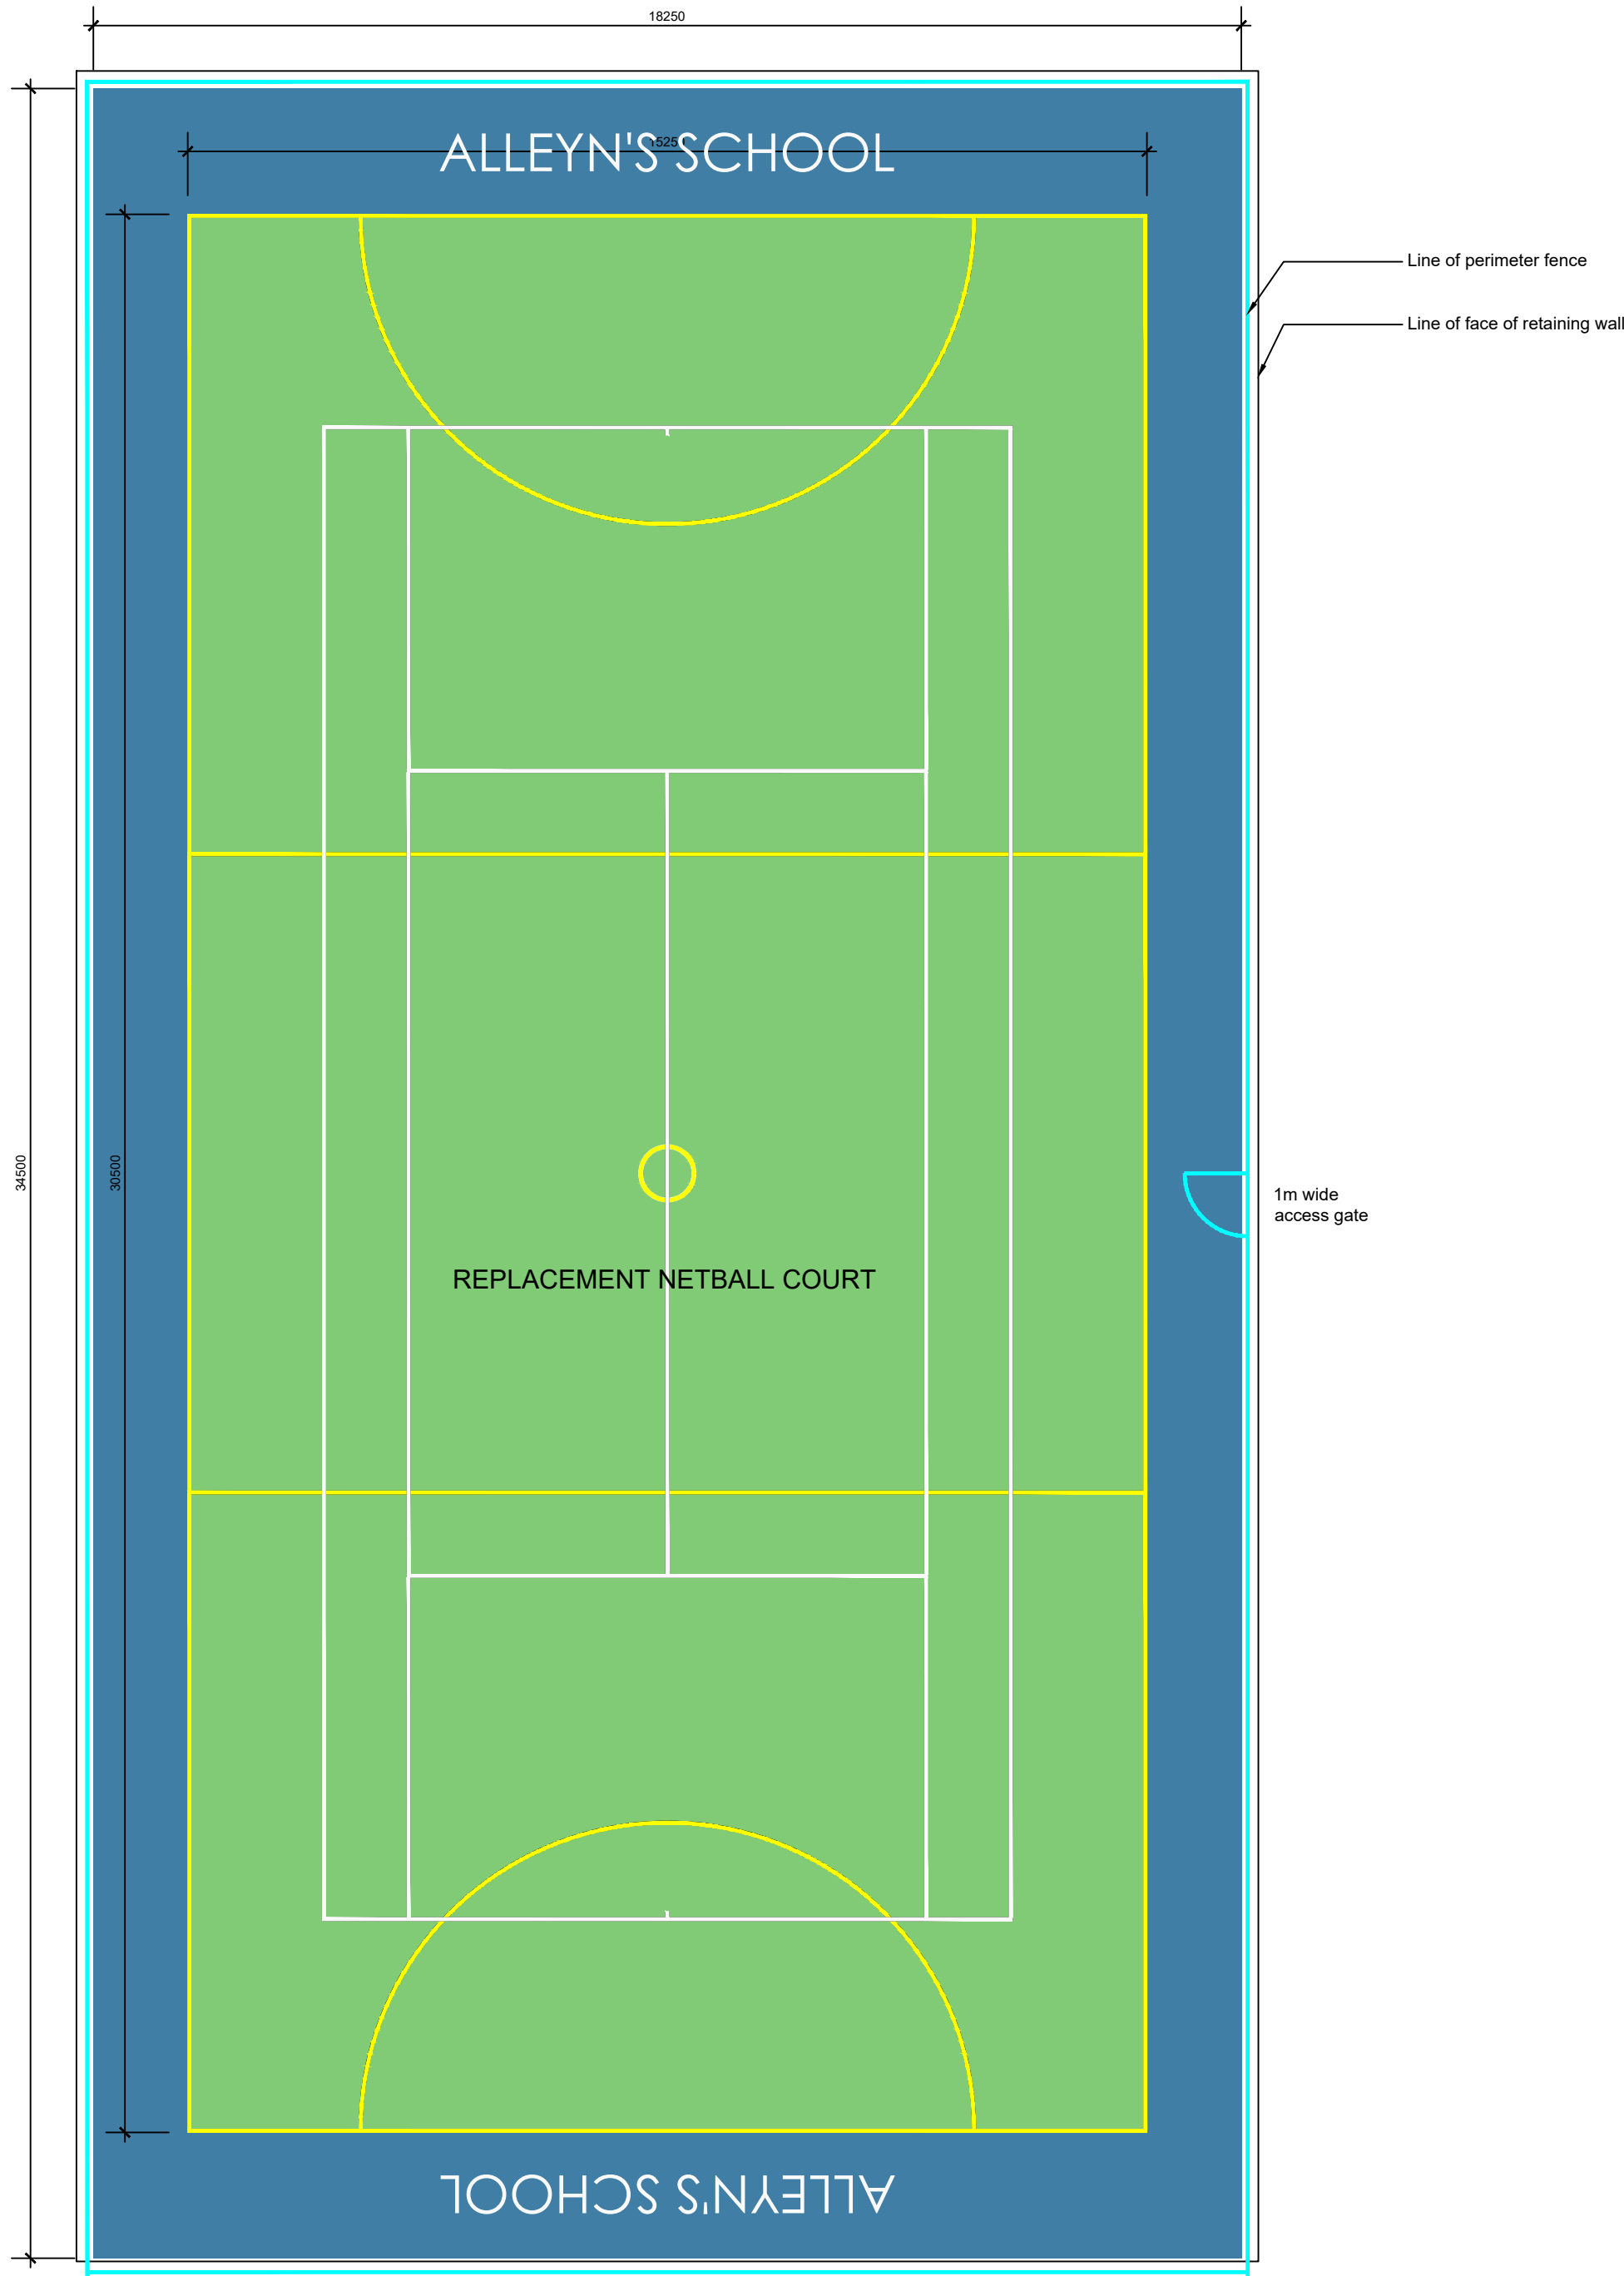 18250
ALLEYN'S SCHOOL
15250
Line of perimeter fence
Line of face of retaining wall
34500
30500
1m wide
access gate
REPLACEMENT NETBALL COURT
ALLEYN'S SCHOOL